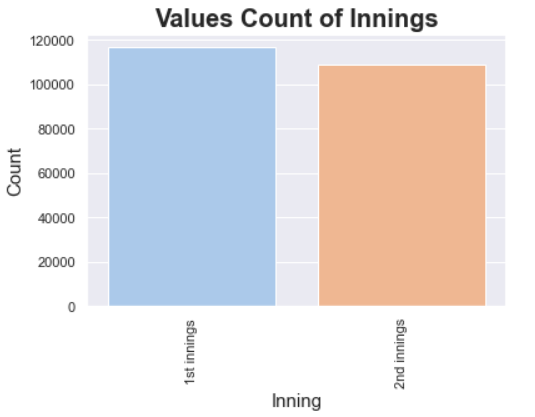 Values Count of Innings
120000
100000
80000
60000
40000
20000
0
Count
1st innings
2nd innings
Inning